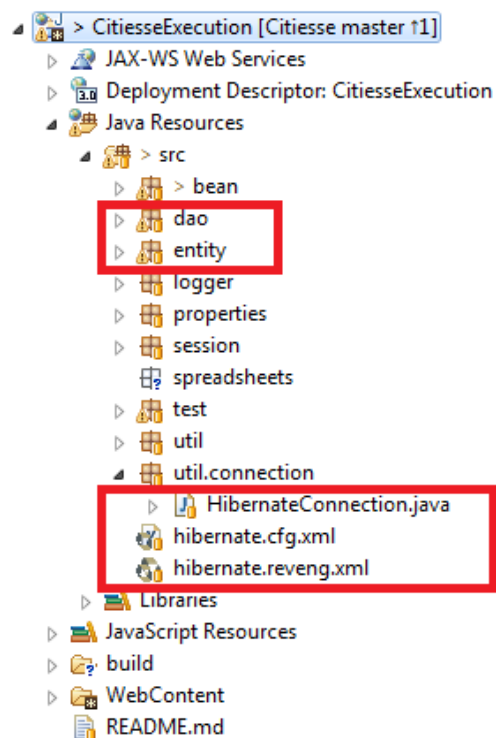 > CitiesseExecution [Citiesse master ↑1]
JAX-WS Web Services
Deployment Descriptor: CitiesseExecution
Java Resources
> src
> bean
dao
entity
logger
properties
session
spreadsheets
test
util
util.connection
HibernateConnection.java
hibernate.cfg.xml
hibernate.reveng.xml
Libraries
JavaScript Resources
build
WebContent
README.md